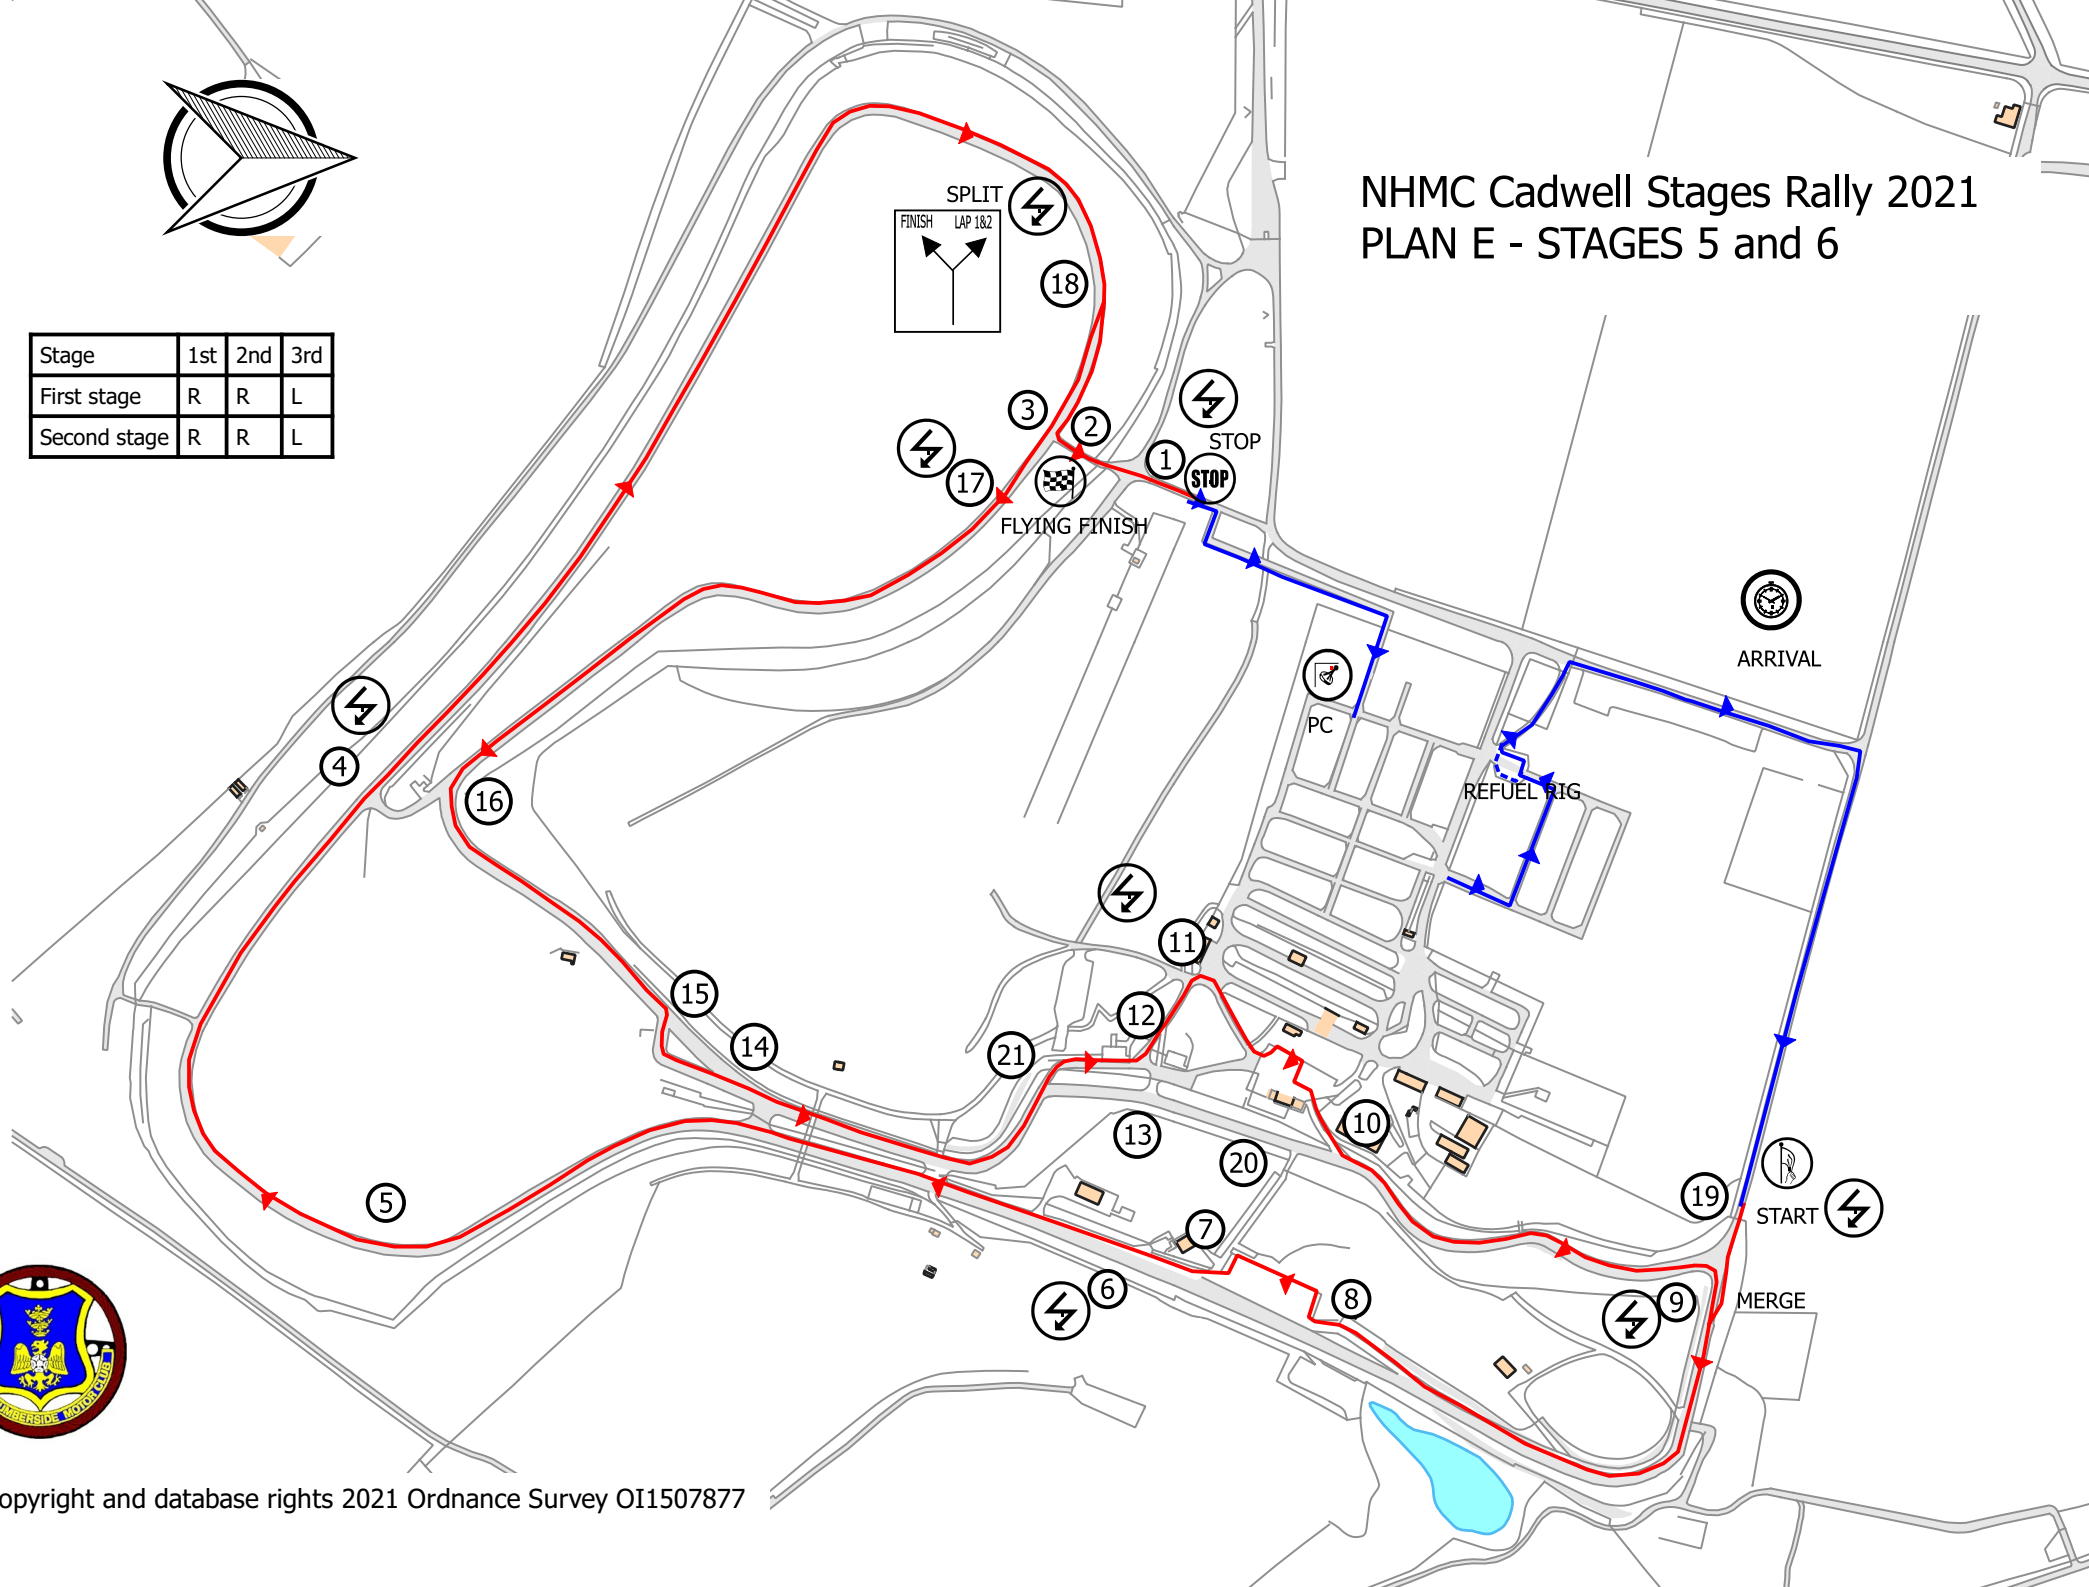 NHMC Cadwell Stages Rally 2021
PLAN E - STAGES 5 and 6
SPLIT
FINISH LAP 1&2
18
Stage 1st 2nd 3rd
First stage R R L
Second stage R R L
3
2
1
STOP
STOP
17
FLYING FINISH
ARRIVAL
PC
4
16
REFUEL RIG
11
15
12
14
21
10
13
20
19
START
5
7
6
8
9
MERGE
UMBERSIDE MOTOR CLUB
opyright and database rights 2021 Ordnance Survey OI1507877